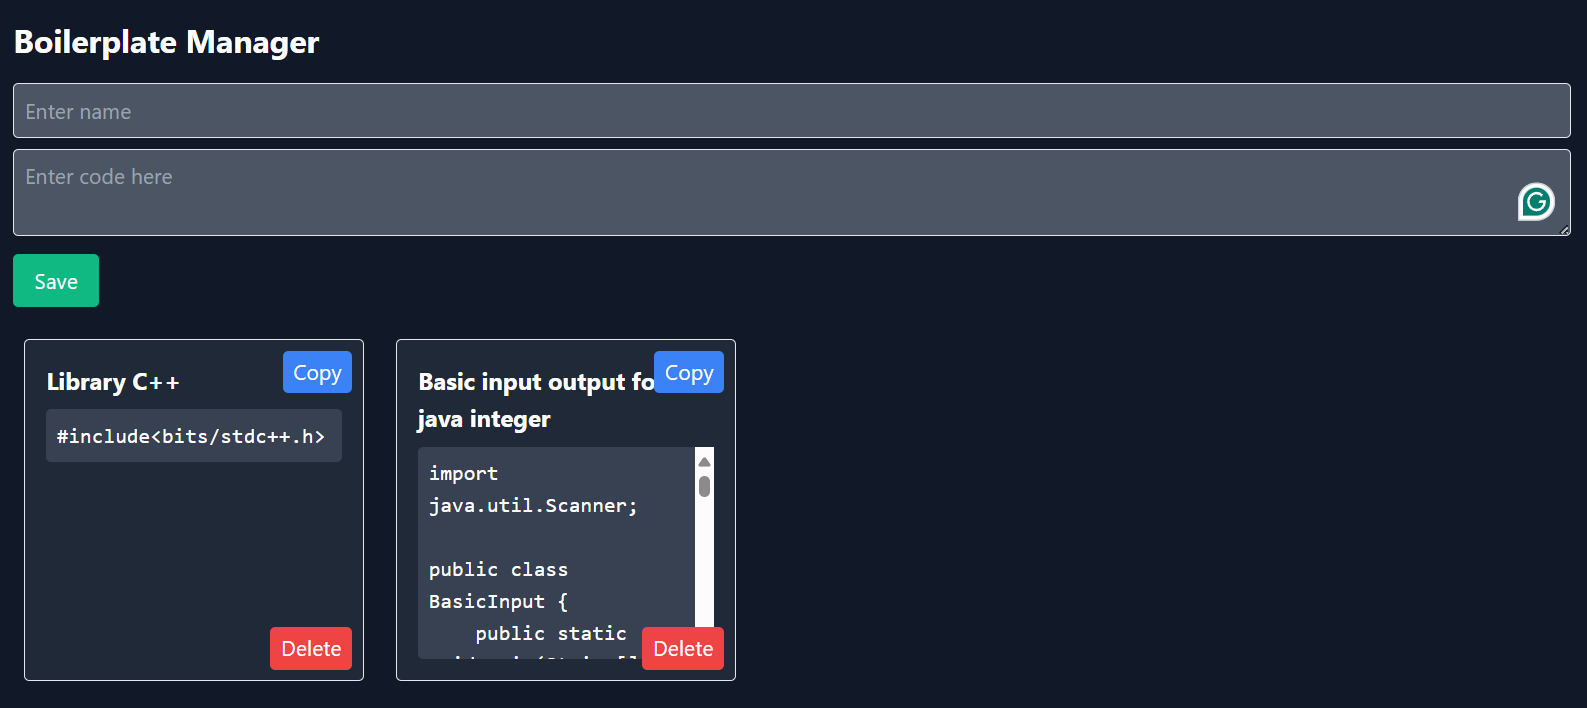 Boilerplate Manager
Enter name
Enter code here
Save
Library C++
Copy
#include<bits/stdc++.h>
Delete
Basic input output fo
java integer
Copy
import
java.util.Scanner;
public class
BasicInput {
public static
Delete